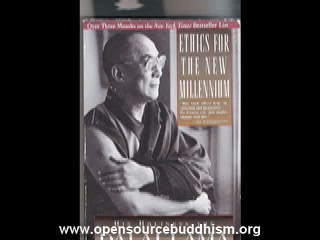 Over Three Months on the New York Times Bestseller List
ETHICS FOR
THE NEW
MILLENNIUM
HIS HOLINESS THE
DALAI LAMA
www.opensourcebuddhism.org